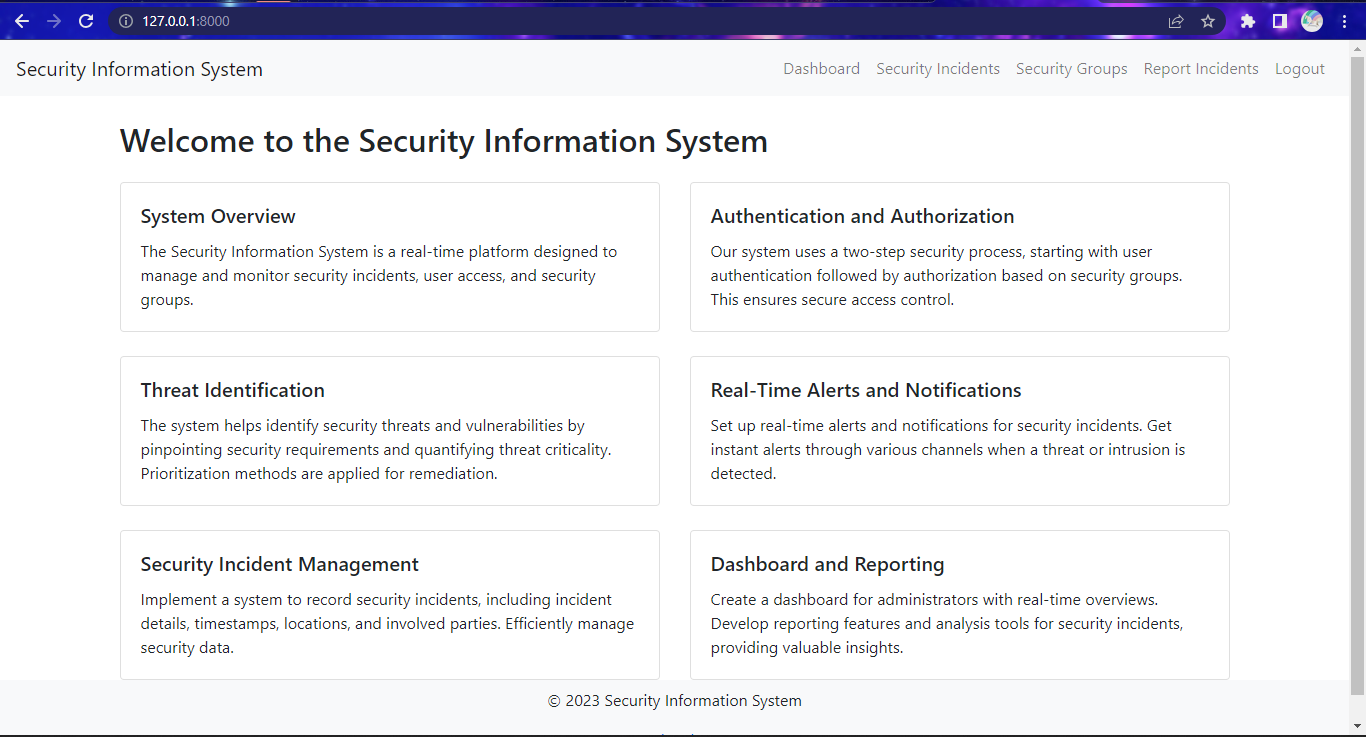 127.0.0.1:8000
Security Information System
Dashboard Security Incidents Security Groups Report Incidents Logout
Welcome to the Security Information System
System Overview
The Security Information System is a real-time platform designed to
manage and monitor security incidents, user access, and security
groups.
Authentication and Authorization
Our system uses a two-step security process, starting with user
authentication followed by authorization based on security groups.
This ensures secure access control.
Threat Identification
The system helps identify security threats and vulnerabilities by
pinpointing security requirements and quantifying threat criticality.
Prioritization methods are applied for remediation.
Real-Time Alerts and Notifications
Set up real-time alerts and notifications for security incidents. Get
instant alerts through various channels when a threat or intrusion is
detected.
Security Incident Management
Implement a system to record security incidents, including incident
details, timestamps, locations, and involved parties. Efficiently manage
security data.
Dashboard and Reporting
Create a dashboard for administrators with real-time overviews.
Develop reporting features and analysis tools for security incidents,
providing valuable insights.
© 2023 Security Information System